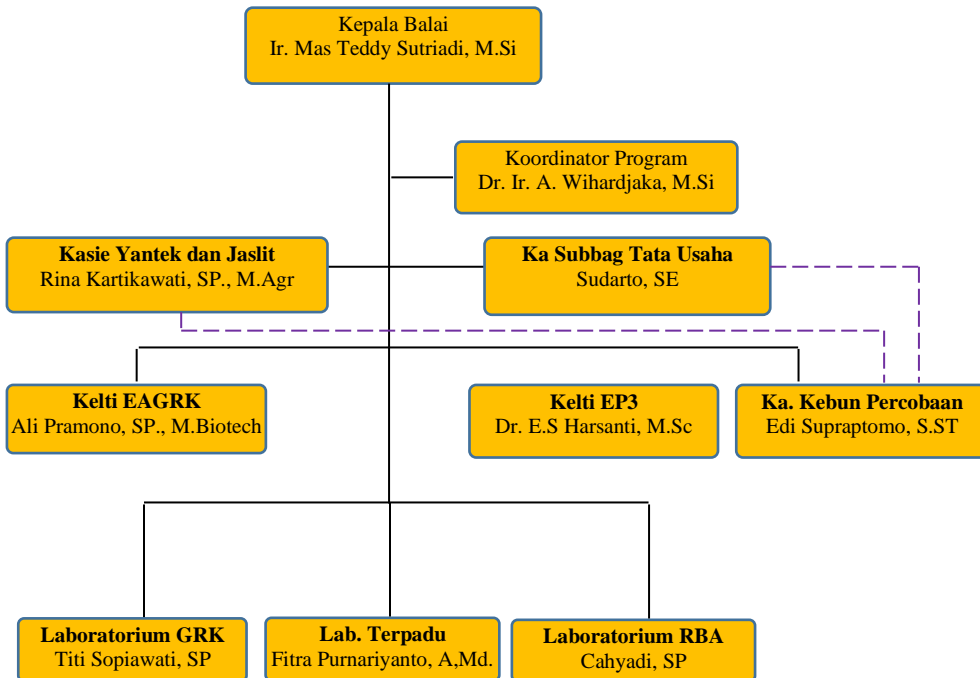 Kepala Balai
Ir. Mas Teddy Sutriadi, M.Si
Koordinator Program
Dr. Ir. A. Wihardjaka, M.Si
Kasie Yantek dan Jaslit
Rina Kartikawati, SP., M.Agr
Ka Subbag Tata Usaha
Sudarto, SE
Kelti EAGRK
Ali Pramono, SP., M.Biotech
Kelti EP3
Dr. E.S Harsanti, M.Sc
Ka. Kebun Percobaan
Edi Supraptomo, S.ST
Laboratorium GRK
Titi Sopiawati, SP
Lab. Terpadu
Fitra Purnariyanto, A,Md.
Laboratorium RBA
Cahyadi, SP